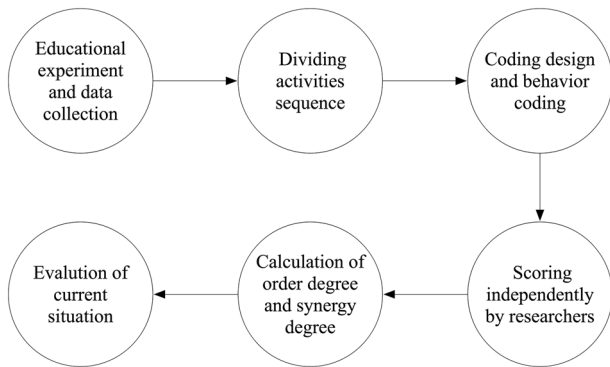 Educational
experiment
and data
collection
Dividing
activities
sequence
Coding design
and behavior
coding
Scoring
independently
by researchers
Calculation of
order degree
and synergy
degree
Evalution of
current
situation